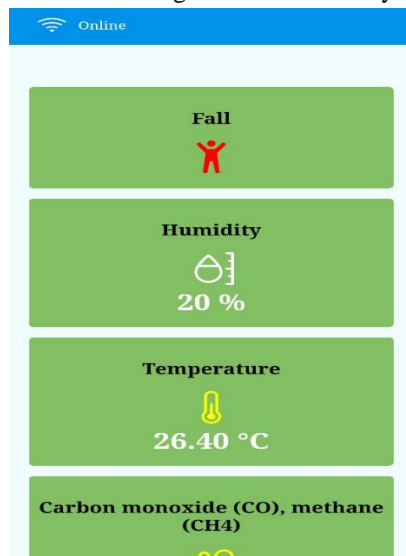 Online
Fall
Humidity
20 %
Temperature
26.40 °C
Carbon monoxide (CO), methane
(CH4)